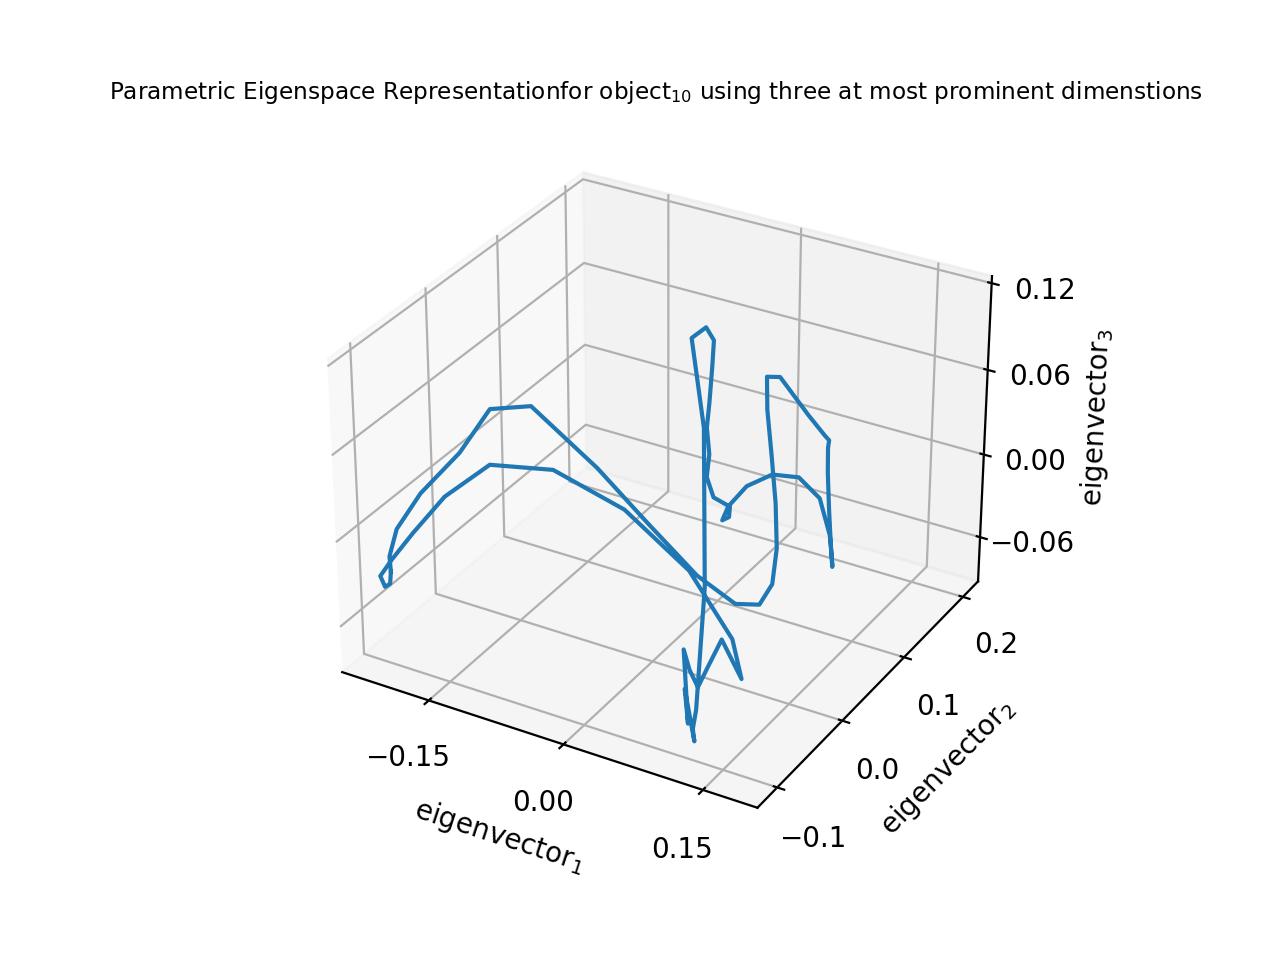 Parametric Eigenspace Representationfor object₁₀ using three at most prominent dimenstions
0.12
0.06
0.00
−0.06
eigenvector₃
0.2
0.1
0.0
−0.1
eigenvector₂
−0.15
0.00
0.15
eigenvector₁